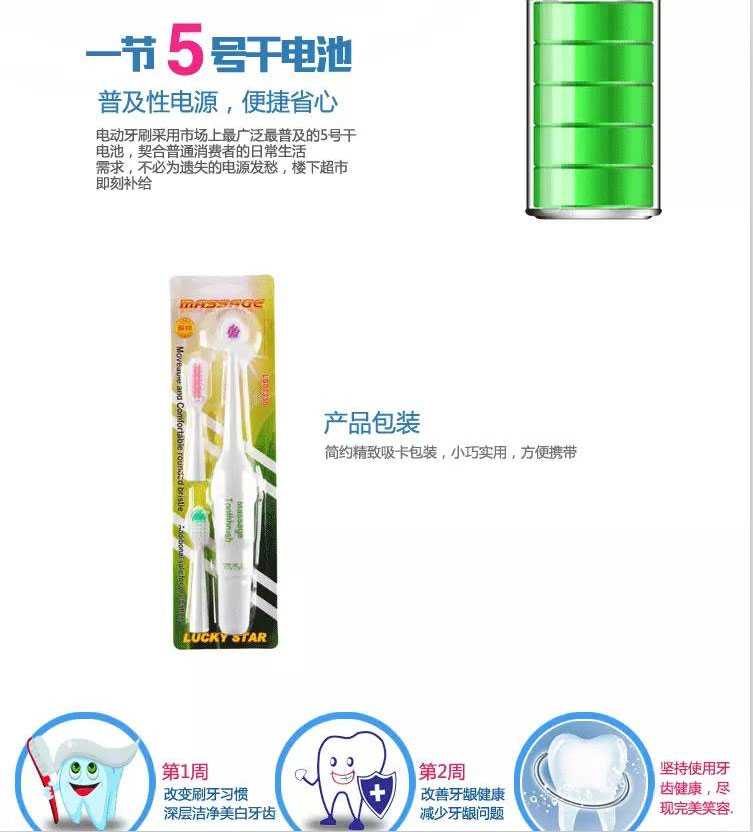 一节5号干电池
普及性电源，便捷省心
电动牙刷采用市场上最广泛最普及的5号干
电池，契合普通消费者的日常生活
需求，不必为遗失的电源发愁，楼下超市
即刻补给
MASSAGE
Moveable and Comfortable rounded bristle
Massage
Toothbrush
LUCKY STAR
产品包装
简约精致吸卡包装，小巧实用，方便携带
第1周
改变刷牙习惯
深层洁净美白牙齿
第2周
改善牙龈健康
减少牙龈问题
坚持使用牙
齿健康，尽
现完美笑容.